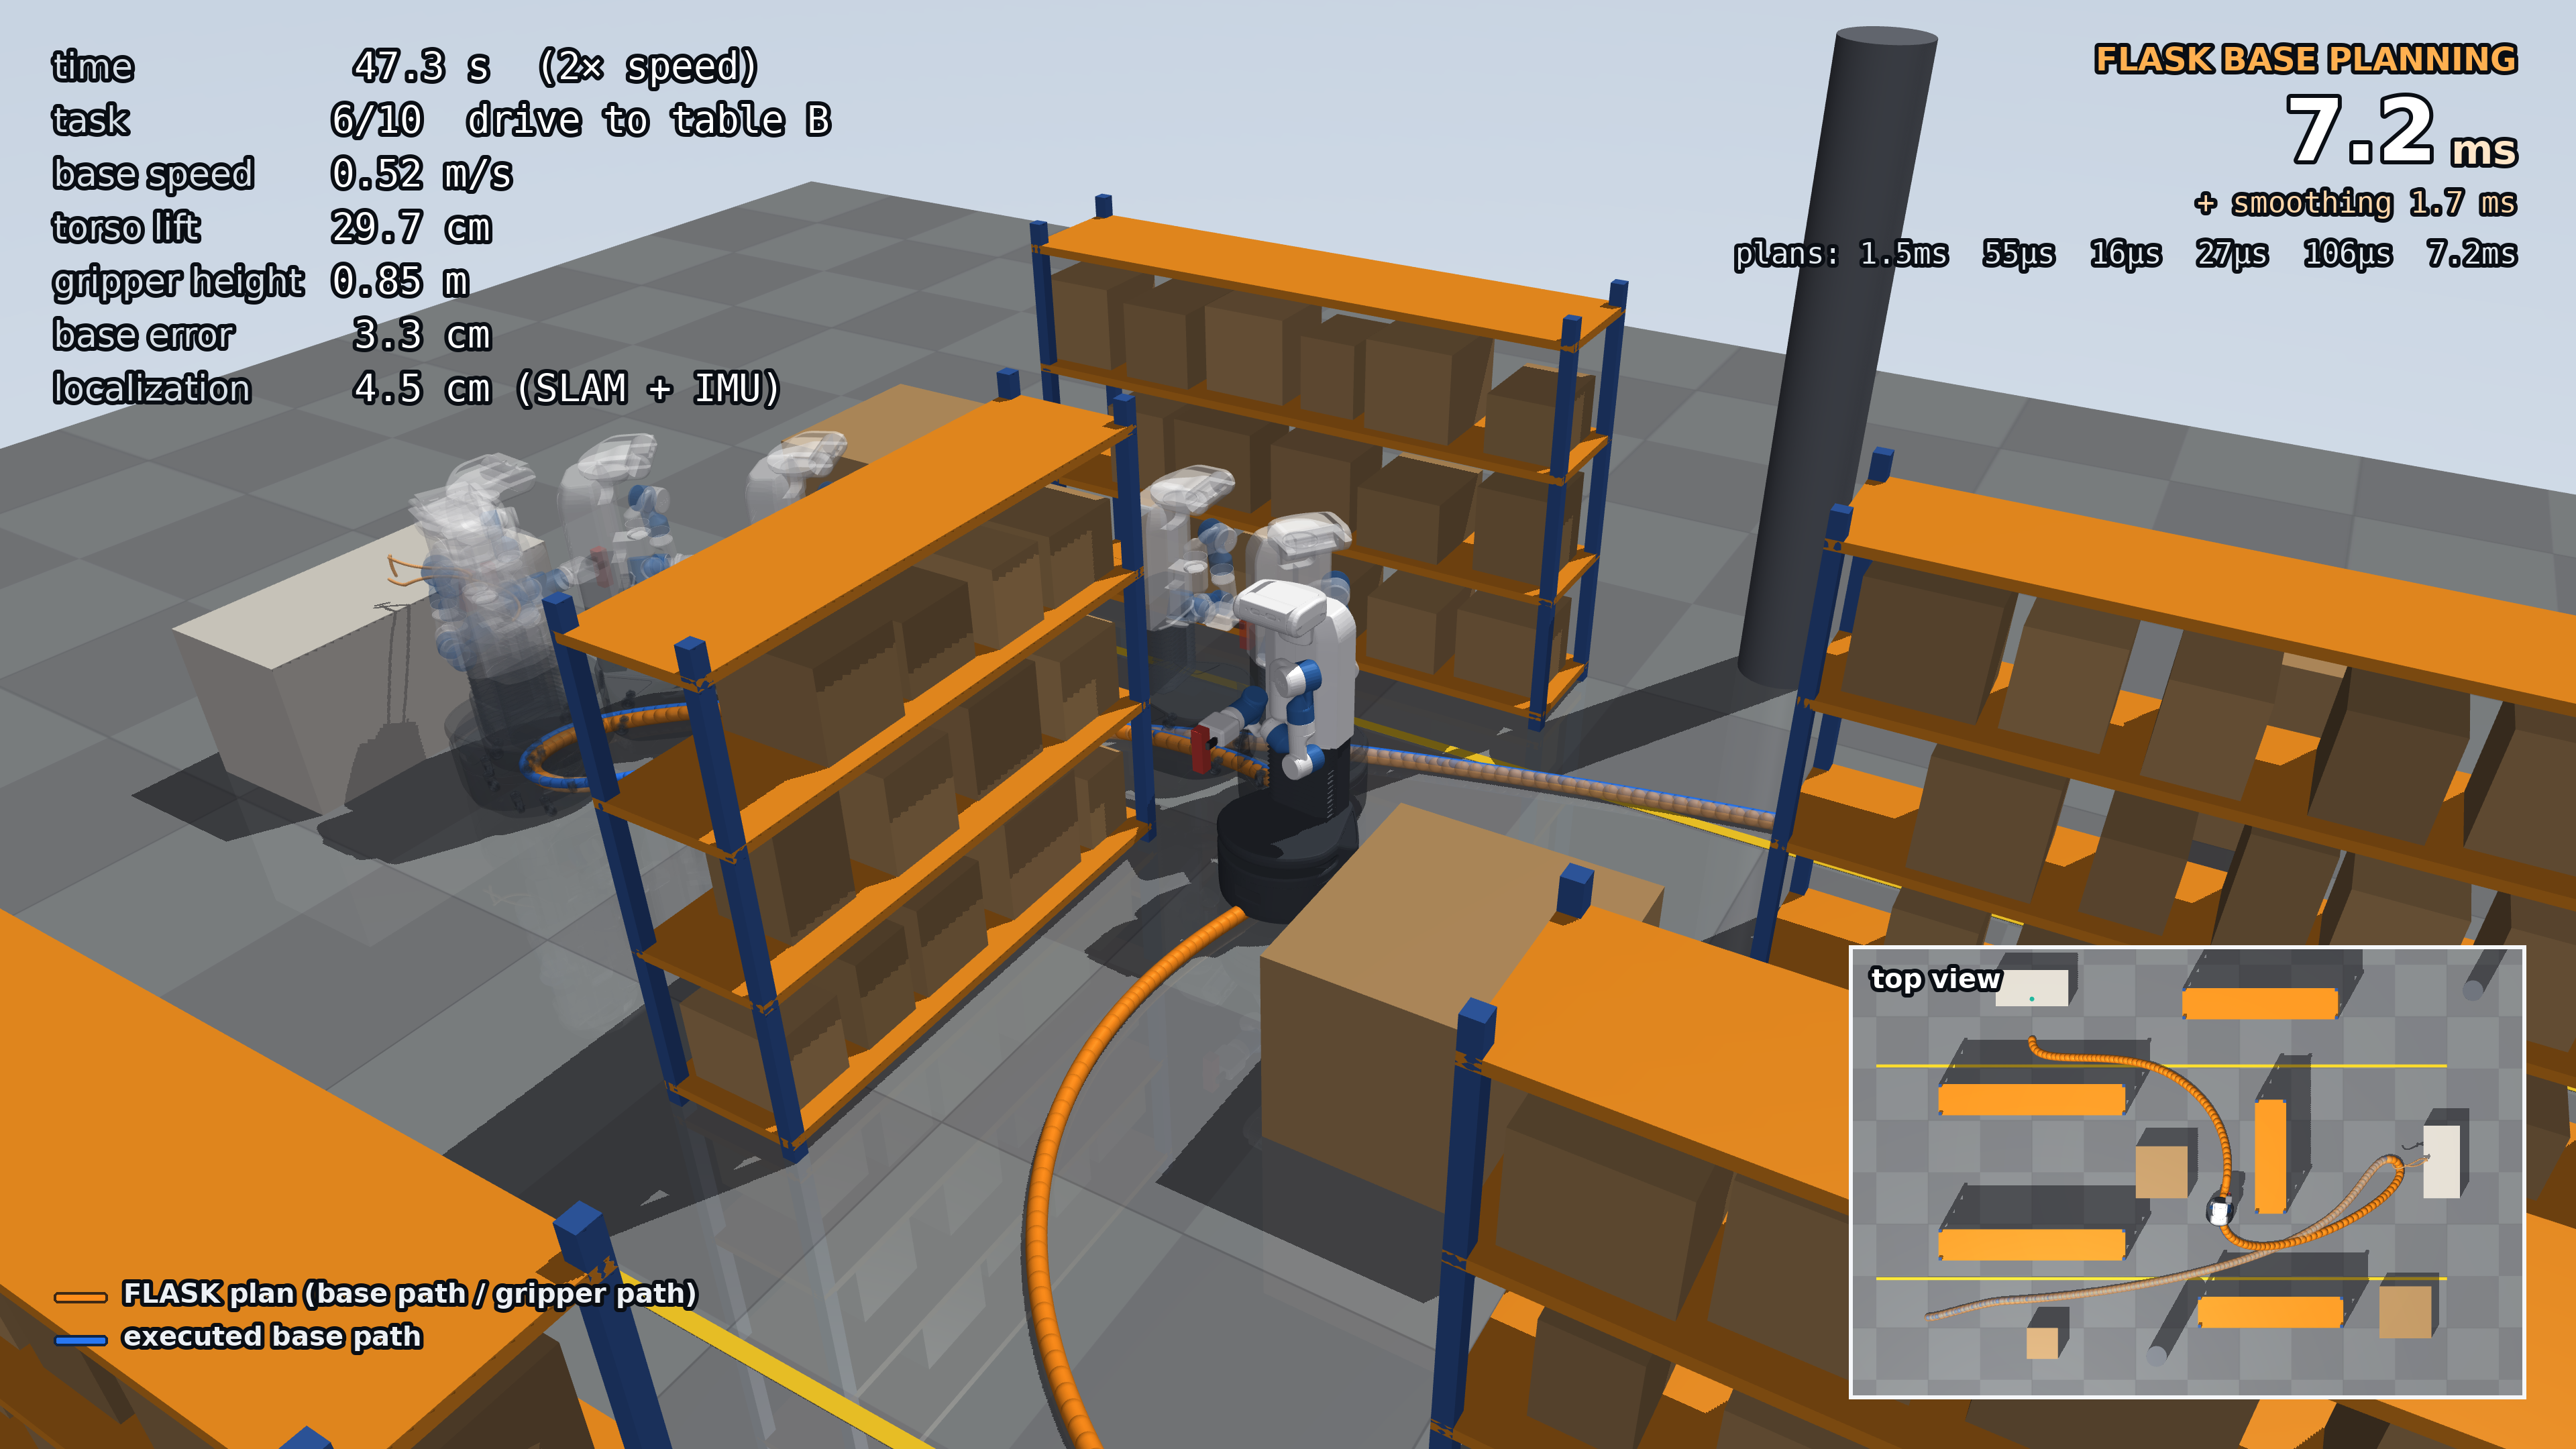 time 47.3 s (2× speed)
task 6/10 drive to table B
base speed 0.52 m/s
torso lift 29.7 cm
gripper height 0.85 m
base error 3.3 cm
localization 4.5 cm (SLAM + IMU)
FLASK BASE PLANNING
7.2 ms
+ smoothing 1.7 ms
plans: 1.5ms 55µs 16µs 27µs 106µs 7.2ms
top view
FLASK plan (base path / gripper path)
executed base path